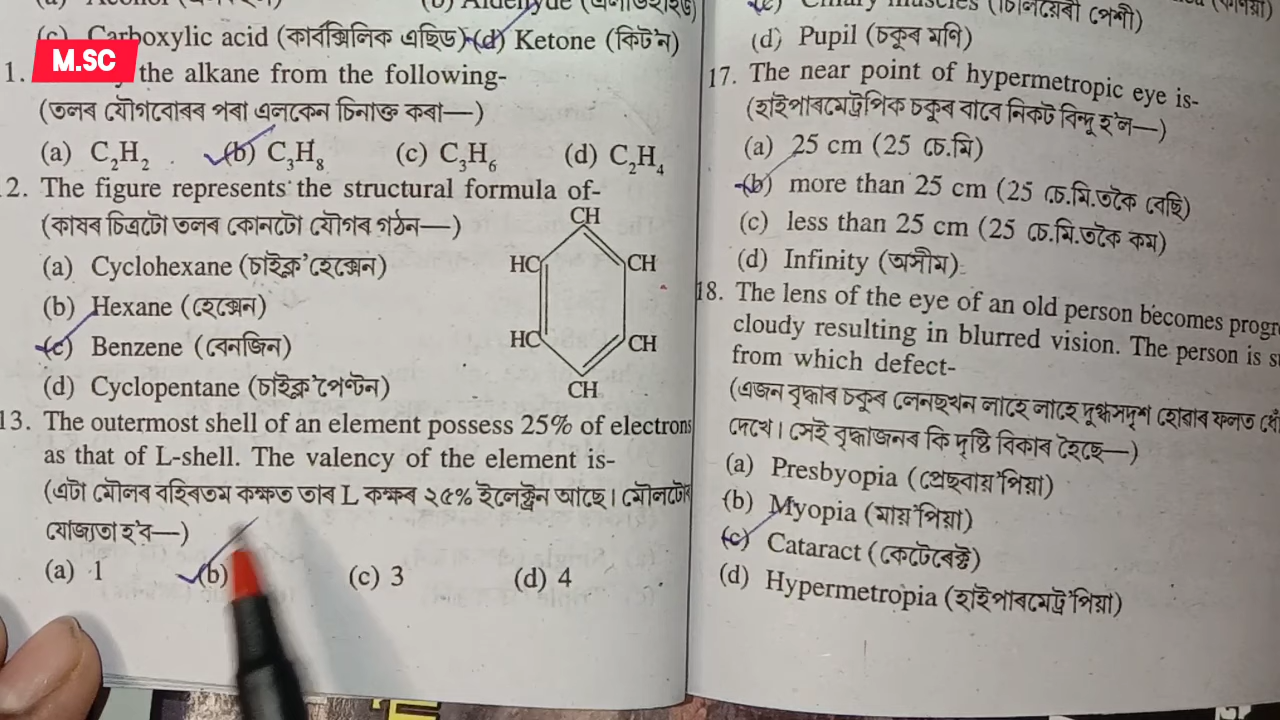 (c) Carboxylic acid (কাৰ্বক্সিলিক এছিড) (d) Ketone (কিট'ন)
M.SC
1. the alkane from the following-
(তলৰ যৌগবোৰৰ পৰা এলকেন চিনাক্ত কৰা—)
(a) C₂H₂ (b) C₃H₈ (c) C₃H₆ (d) C₂H₄
2. The figure represents the structural formula of-
(কাষৰ চিত্ৰটো তলৰ কোনটো যৌগৰ গঠন—)
(a) Cyclohexane (চাইক্ল'হেক্সেন)
(b) Hexane (হেক্সেন)
(c) Benzene (বেনজিন)
(d) Cyclopentane (চাইক্ল'পেণ্টন)
CH
HC CH
HC CH
CH
13. The outermost shell of an element possess 25% of electrons
as that of L-shell. The valency of the element is-
(এটা মৌলৰ বহিৰতম কক্ষত তাৰ L কক্ষৰ ২৫% ইলেক্ট্ৰন আছে। মৌলটোৰ
যোজ্যতা হ'ব—)
(a) 1 (b) (c) 3 (d) 4
(d) Pupil (চকুৰ মণি)
17. The near point of hypermetropic eye is-
(হাইপাৰমেট্ৰপিক চকুৰ বাবে নিকট বিন্দু হ'ল—)
(a) 25 cm (25 চে.মি)
(b) more than 25 cm (25 চে.মি.তকৈ বেছি)
(c) less than 25 cm (25 চে.মি.তকৈ কম)
(d) Infinity (অসীম)
18. The lens of the eye of an old person becomes progr
cloudy resulting in blurred vision. The person is s
from which defect-
(এজন বৃদ্ধাৰ চকুৰ লেনছখন লাহে লাহে দুগ্ধসদৃশ হোৱাৰ ফলত
দেখে। সেই বৃদ্ধাজনৰ কি দৃষ্টি বিকাৰ হৈছে—)
(a) Presbyopia (প্ৰেছবায়'পিয়া)
(b) Myopia (মায়'পিয়া)
(c) Cataract (কেটেৰেক্ট)
(d) Hypermetropia (হাইপাৰমেট্ৰ'পিয়া)